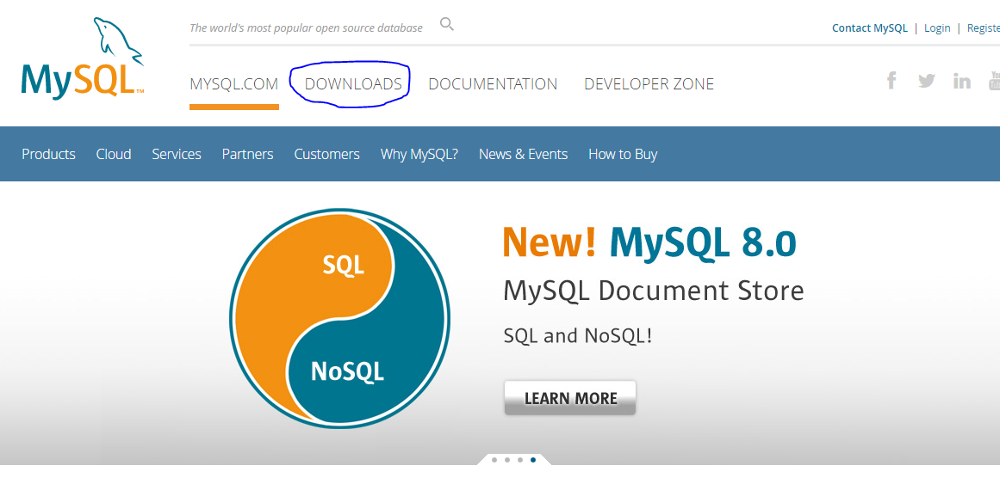 The world's most popular open source database
Contact MySQL | Login | Registe
MySQL™
MYSQL.COM DOWNLOADS DOCUMENTATION DEVELOPER ZONE
Products Cloud Services Partners Customers Why MySQL? News & Events How to Buy
New! MySQL 8.0
SQL
MySQL Document Store
SQL and NoSQL!
NoSQL
LEARN MORE